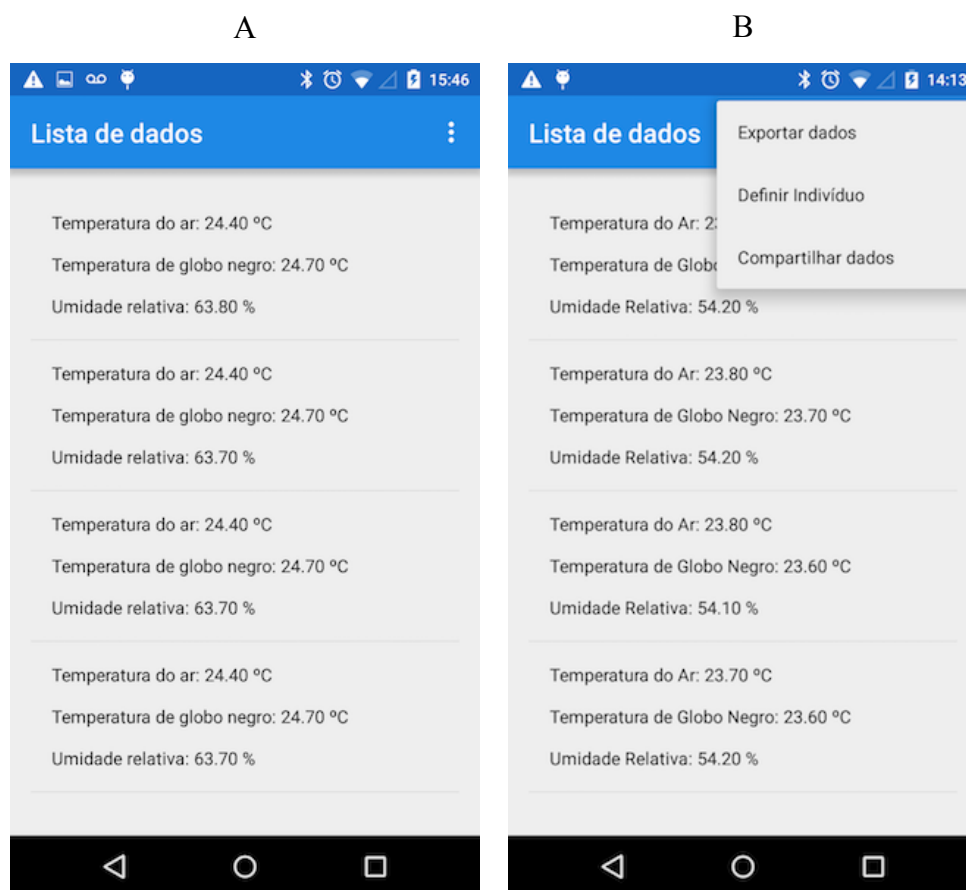 A
15:46
Lista de dados
Temperatura do ar: 24.40 ºC
Temperatura de globo negro: 24.70 ºC
Umidade relativa: 63.80 %
Temperatura do ar: 24.40 ºC
Temperatura de globo negro: 24.70 ºC
Umidade relativa: 63.70 %
Temperatura do ar: 24.40 ºC
Temperatura de globo negro: 24.70 ºC
Umidade relativa: 63.70 %
Temperatura do ar: 24.40 ºC
Temperatura de globo negro: 24.70 ºC
Umidade relativa: 63.70 %
B
14:13
Lista de dados
Exportar dados
Definir Indivíduo
Compartilhar dados
Temperatura do Ar:
Temperatura de
Umidade Relativa: 54.20 %
Temperatura do Ar: 23.80 ºC
Temperatura de Globo Negro: 23.70 ºC
Umidade Relativa: 54.20 %
Temperatura do Ar: 23.80 ºC
Temperatura de Globo Negro: 23.60 ºC
Umidade Relativa: 54.10 %
Temperatura do Ar: 23.70 ºC
Temperatura de Globo Negro: 23.60 ºC
Umidade Relativa: 54.20 %